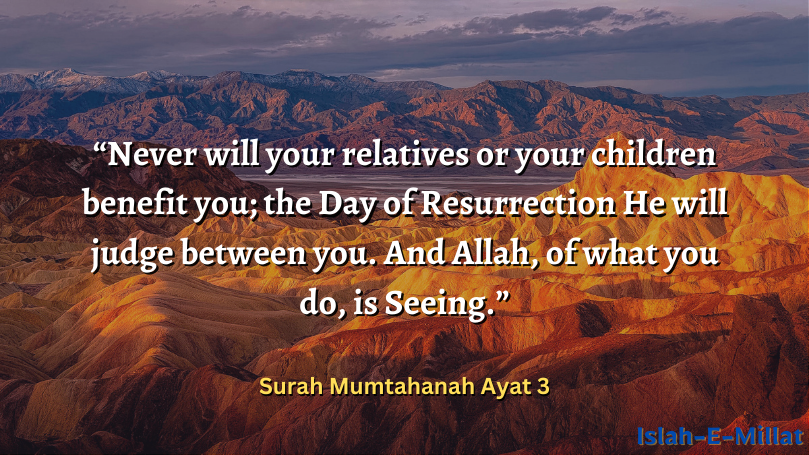 “Never will your relatives or your children
benefit you; the Day of Resurrection He will
judge between you. And Allah, of what you
do, is Seeing.”
Surah Mumtahanah Ayat 3
Islah-E-Millat